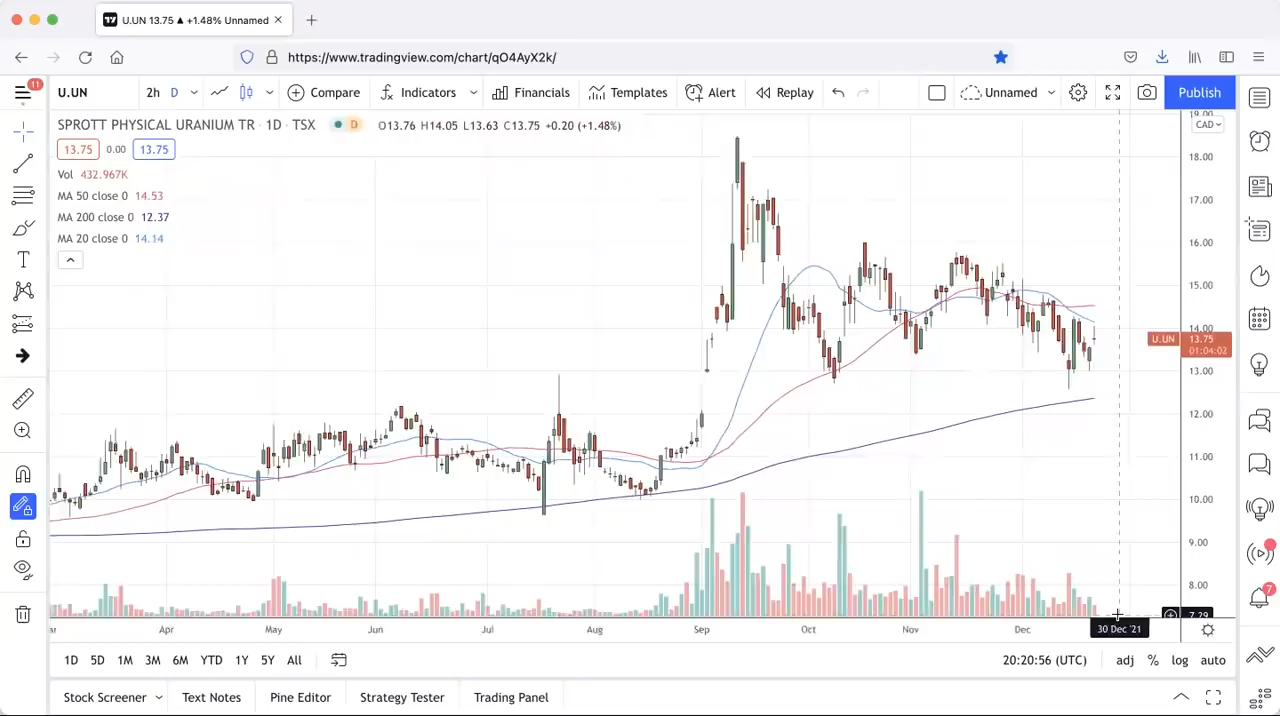 U.UN 13.75 ▲ +1.48% Unnamed
https://www.tradingview.com/chart/qO4AyX2k/
11
U.UN 2h D Compare Indicators Financials Templates Alert Replay Unnamed Publish
SPROTT PHYSICAL URANIUM TR · 1D · TSX D O13.76 H14.05 L13.63 C13.75 +0.20 (+1.48%)
CAD
13.75 0.00 13.75
Vol 432.967K
MA 50 close 0 14.53
MA 200 close 0 12.37
MA 20 close 0 14.14
19.00
18.00
17.00
16.00
15.00
14.00
U.UN 13.75
01:04:02
13.00
12.00
11.00
10.00
9.00
8.00
7.29
7
Apr May Jun Jul Aug Sep Oct Nov Dec 30 Dec '21
1D 5D 1M 3M 6M YTD 1Y 5Y All 20:20:56 (UTC) adj % log auto
Stock Screener Text Notes Pine Editor Strategy Tester Trading Panel